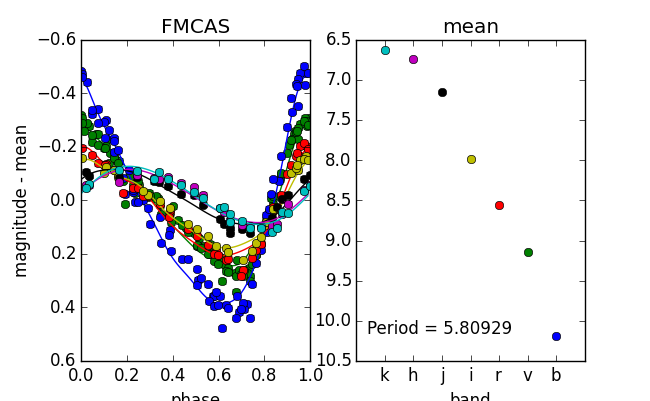 FMCAS
mean
−0.6
−0.4
−0.2
0.0
0.2
0.4
0.6
magnitude - mean
0.0 0.2 0.4 0.6 0.8 1.0
phase
6.5
7.0
7.5
8.0
8.5
9.0
9.5
10.0
10.5
Period = 5.80929
k h j i r v b
band